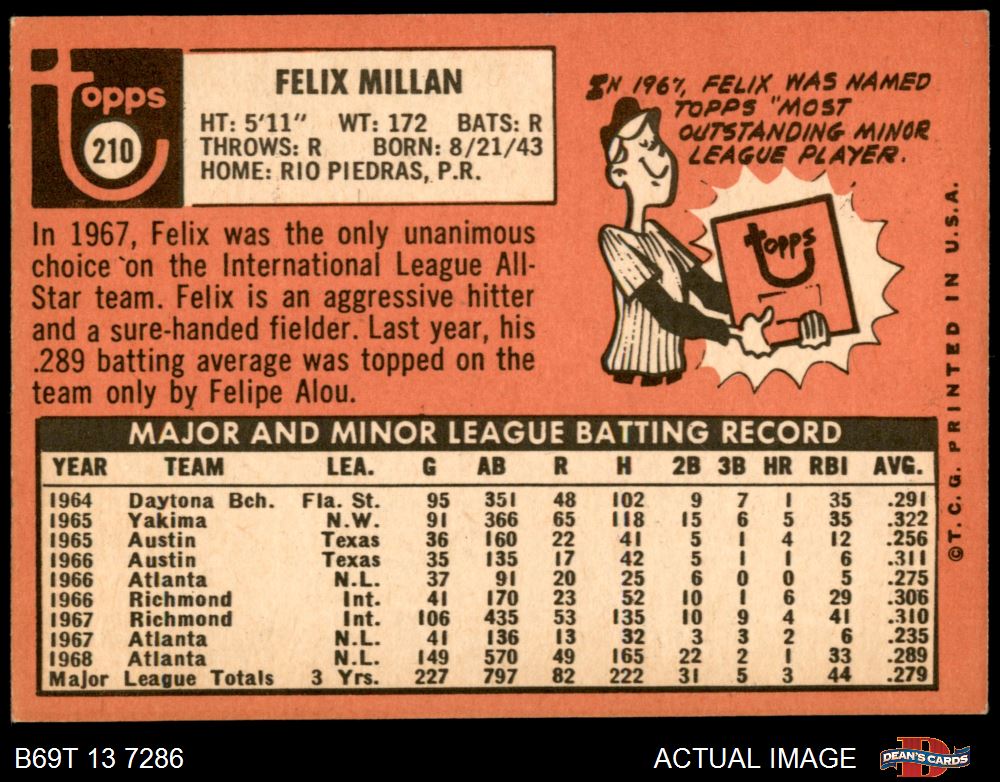 Topps
210
FELIX MILLAN
HT: 5'11" WT: 172 BATS: R
THROWS: R BORN: 8/21/43
HOME: RIO PIEDRAS, P.R.
IN 1967, FELIX WAS NAMED
TOPPS "MOST
OUTSTANDING MINOR
LEAGUE PLAYER.
Topps
In 1967, Felix was the only unanimous
choice on the International League All-
Star team. Felix is an aggressive hitter
and a sure-handed fielder. Last year, his
.289 batting average was topped on the
team only by Felipe Alou.
MAJOR AND MINOR LEAGUE BATTING RECORD
YEAR TEAM LEA. G AB R H 2B 3B HR RBI AVG.
1964 Daytona Bch. Fla. St. 95 351 48 102 9 7 1 35 .291
1965 Yakima N.W. 91 366 65 118 15 6 5 35 .322
1965 Austin Texas 36 160 22 41 5 1 4 12 .256
1966 Austin Texas 35 135 17 42 5 1 1 6 .311
1966 Atlanta N.L. 37 91 20 25 6 0 0 5 .275
1966 Richmond Int. 41 170 23 52 10 1 6 29 .306
1967 Richmond Int. 106 435 53 135 10 9 4 41 .310
1967 Atlanta N.L. 41 136 13 32 3 3 2 6 .235
1968 Atlanta N.L. 149 570 49 165 22 2 1 33 .289
Major League Totals 3 Yrs. 227 797 82 222 31 5 3 44 .279
©T.C.G. PRINTED IN U.S.A.
B69T 13 7286
ACTUAL IMAGE
DEAN'S CARDS